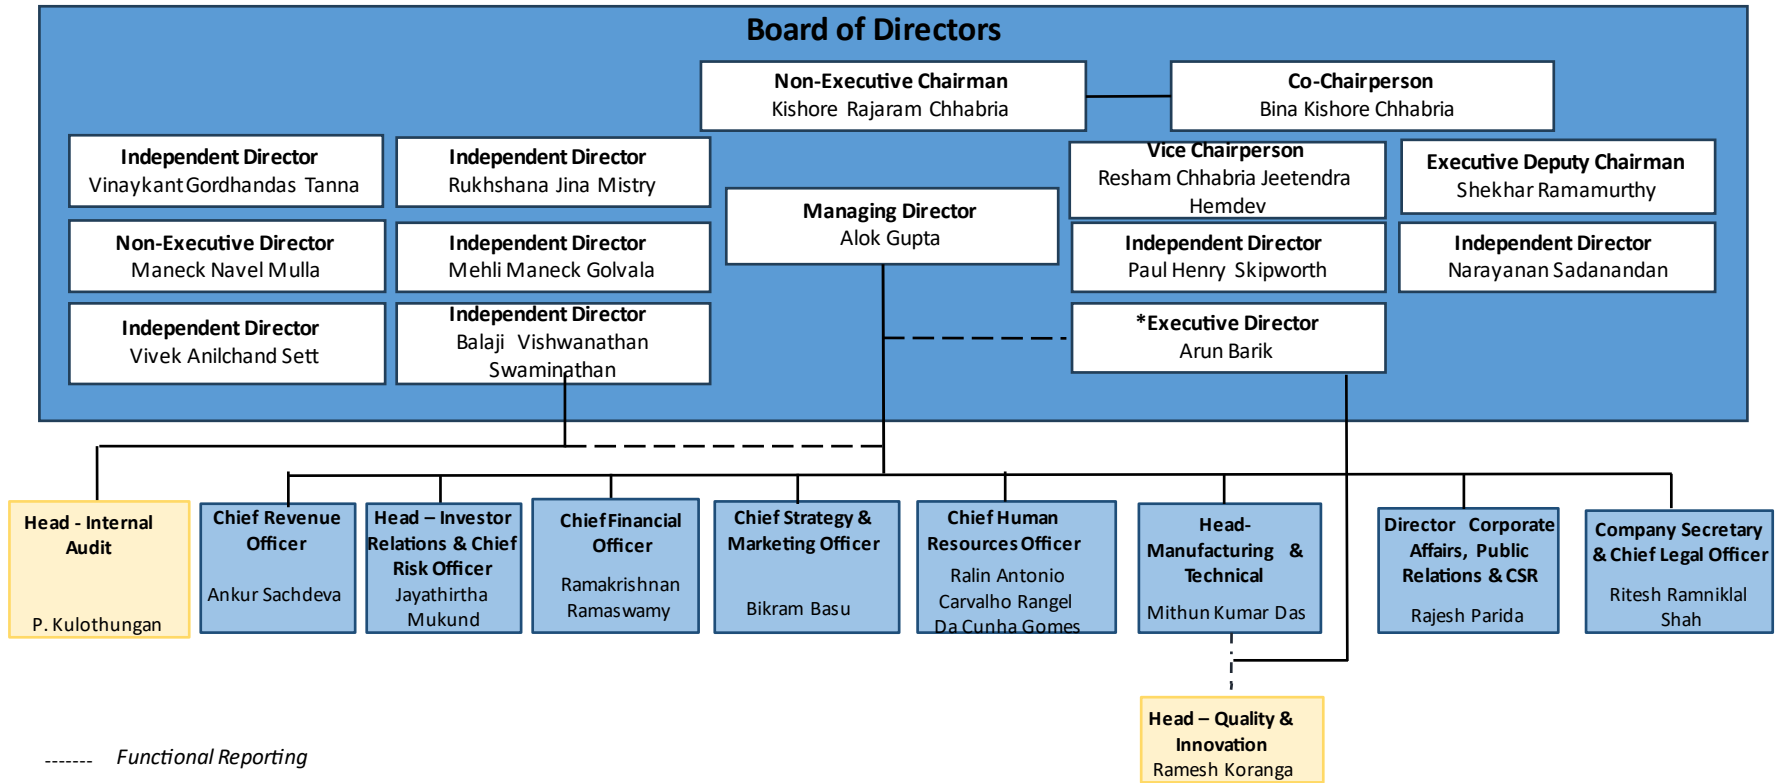 Board of Directors
Non-Executive Chairman
Kishore Rajaram Chhabria
Co-Chairperson
Bina Kishore Chhabria
Independent Director
Vinaykant Gordhandas Tanna
Independent Director
Rukhshana Jina Mistry
Vice Chairperson
Resham Chhabria Jeetendra
Hemdev
Executive Deputy Chairman
Shekhar Ramamurthy
Managing Director
Alok Gupta
Non-Executive Director
Maneck Navel Mulla
Independent Director
Mehli Maneck Golvala
Independent Director
Paul Henry Skipworth
Independent Director
Narayanan Sadanandan
Independent Director
Vivek Anilchand Sett
Independent Director
Balaji Vishwanathan
Swaminathan
*Executive Director
Arun Barik
Head - Internal
Audit
P. Kulothungan
Chief Revenue
Officer
Ankur Sachdeva
Head – Investor
Relations & Chief
Risk Officer
Jayathirtha
Mukund
Chief Financial
Officer
Ramakrishnan
Ramaswamy
Chief Strategy &
Marketing Officer
Bikram Basu
Chief Human
Resources Officer
Ralin Antonio
Carvalho Rangel
Da Cunha Gomes
Head-
Manufacturing &
Technical
Mithun Kumar Das
Director Corporate
Affairs, Public
Relations & CSR
Rajesh Parida
Company Secretary
& Chief Legal Officer
Ritesh Ramniklal
Shah
Head – Quality &
Innovation
Ramesh Koranga
------- Functional Reporting